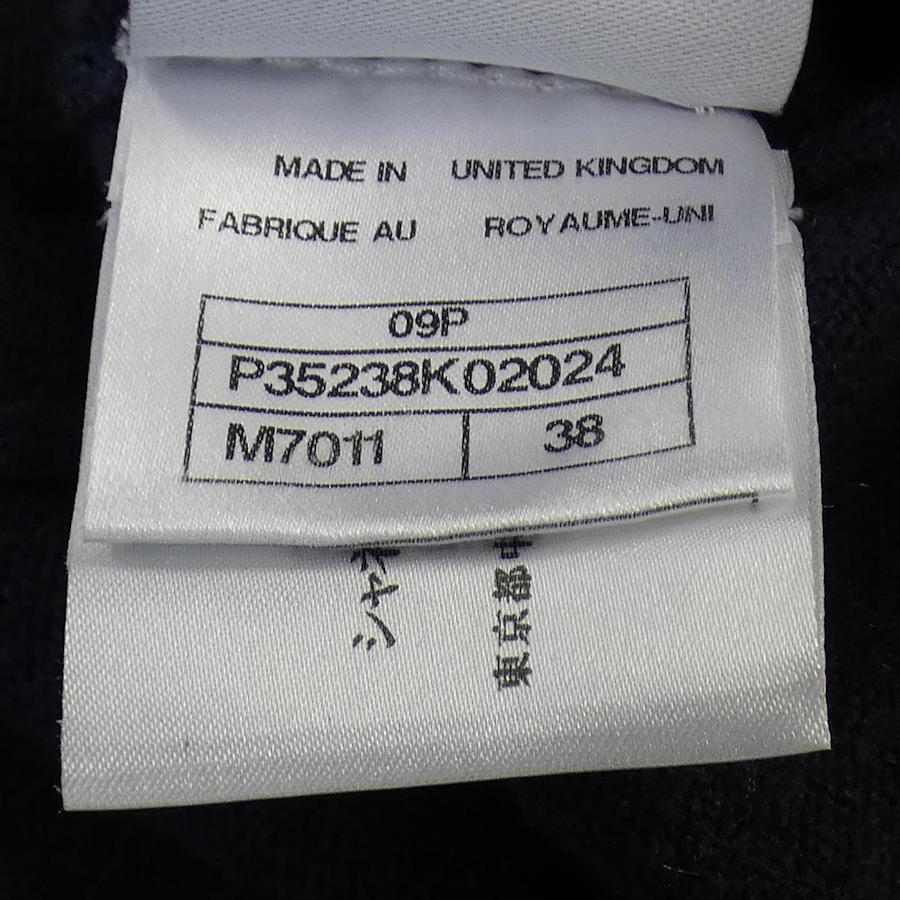 MADE IN UNITED KINGDOM
FABRIQUE AU ROYAUME-UNI
09P
P35238K02024
M7011 38
シャネ
東京都中